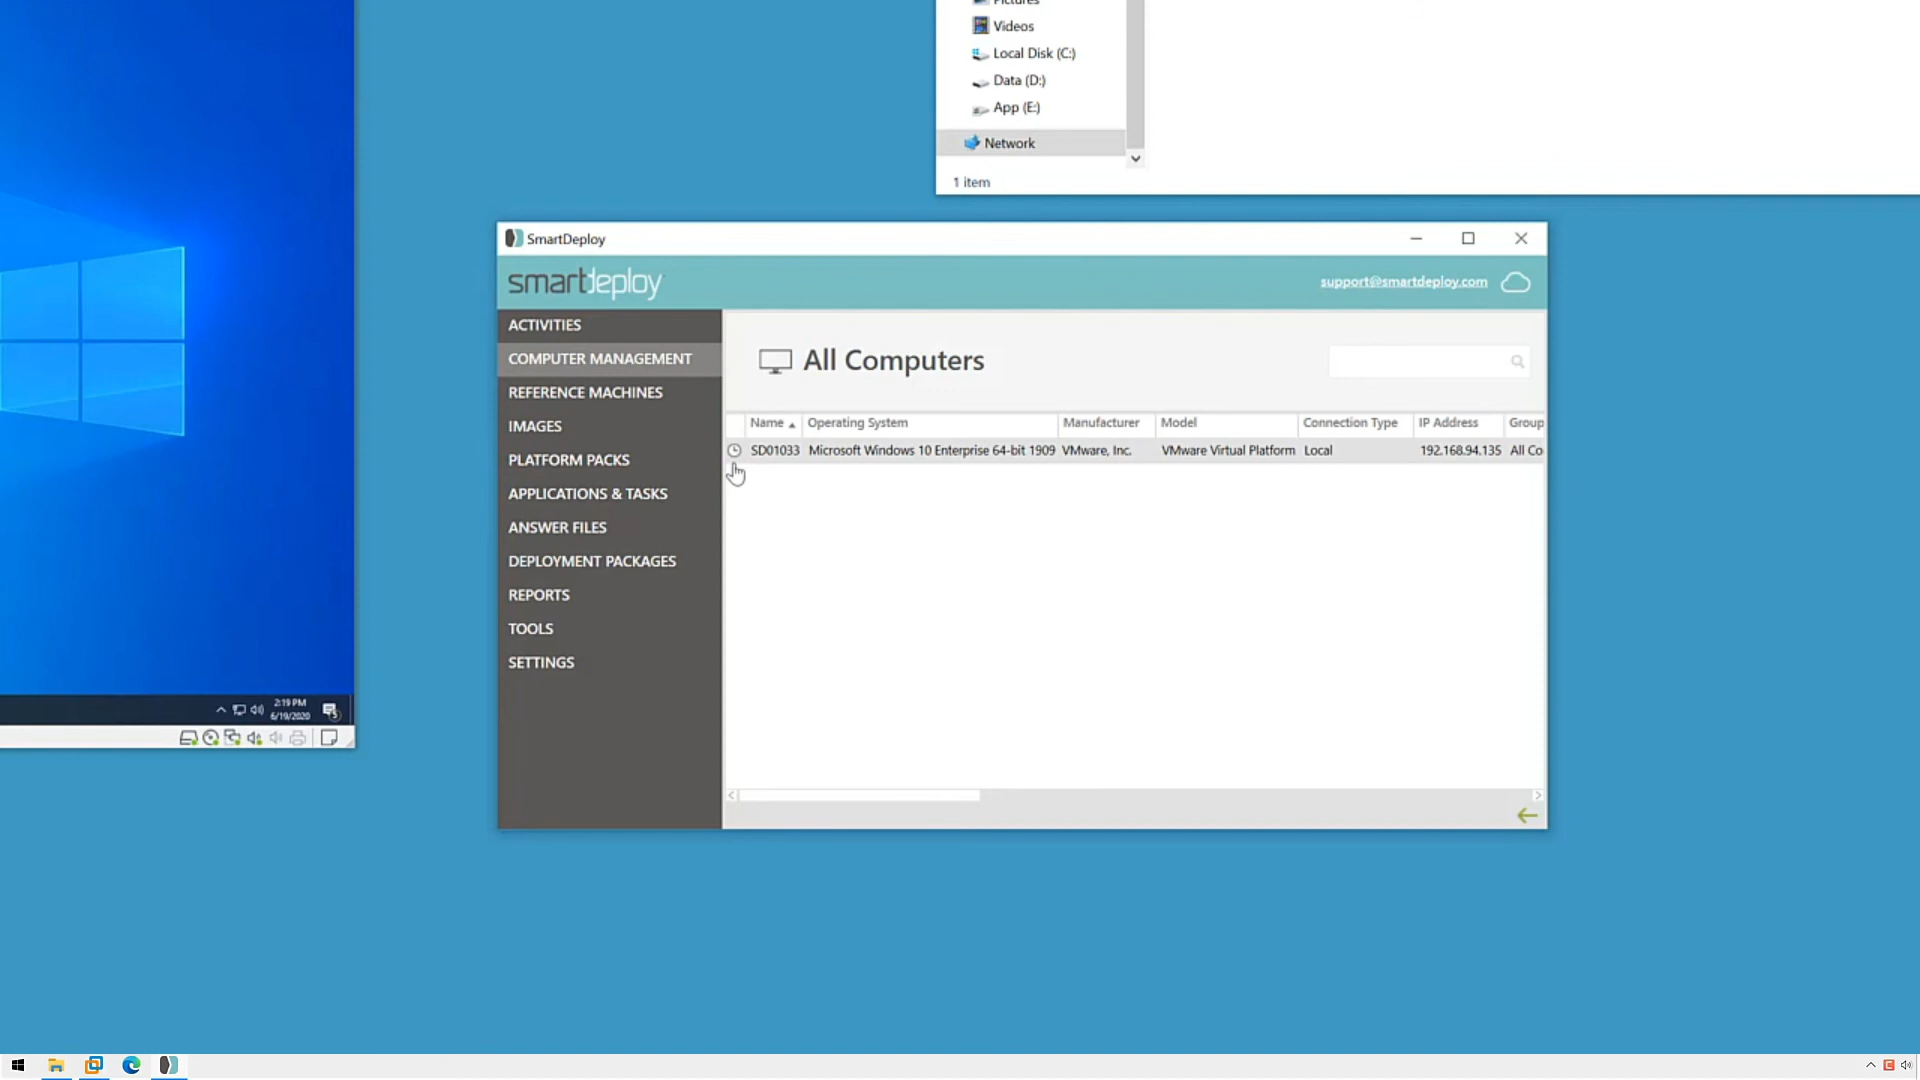 Pictures
Videos
Local Disk (C:)
Data (D:)
App (E:)
Network
1 item
SmartDeploy
smartdeploy
support@smartdeploy.com
ACTIVITIES
COMPUTER MANAGEMENT
REFERENCE MACHINES
IMAGES
PLATFORM PACKS
APPLICATIONS & TASKS
ANSWER FILES
DEPLOYMENT PACKAGES
REPORTS
TOOLS
SETTINGS
All Computers
Name Operating System Manufacturer Model Connection Type IP Address Group
SD01033 Microsoft Windows 10 Enterprise 64-bit 1909 VMware, Inc. VMware Virtual Platform Local 192.168.94.135 All Co
2:19 PM
6/19/2020